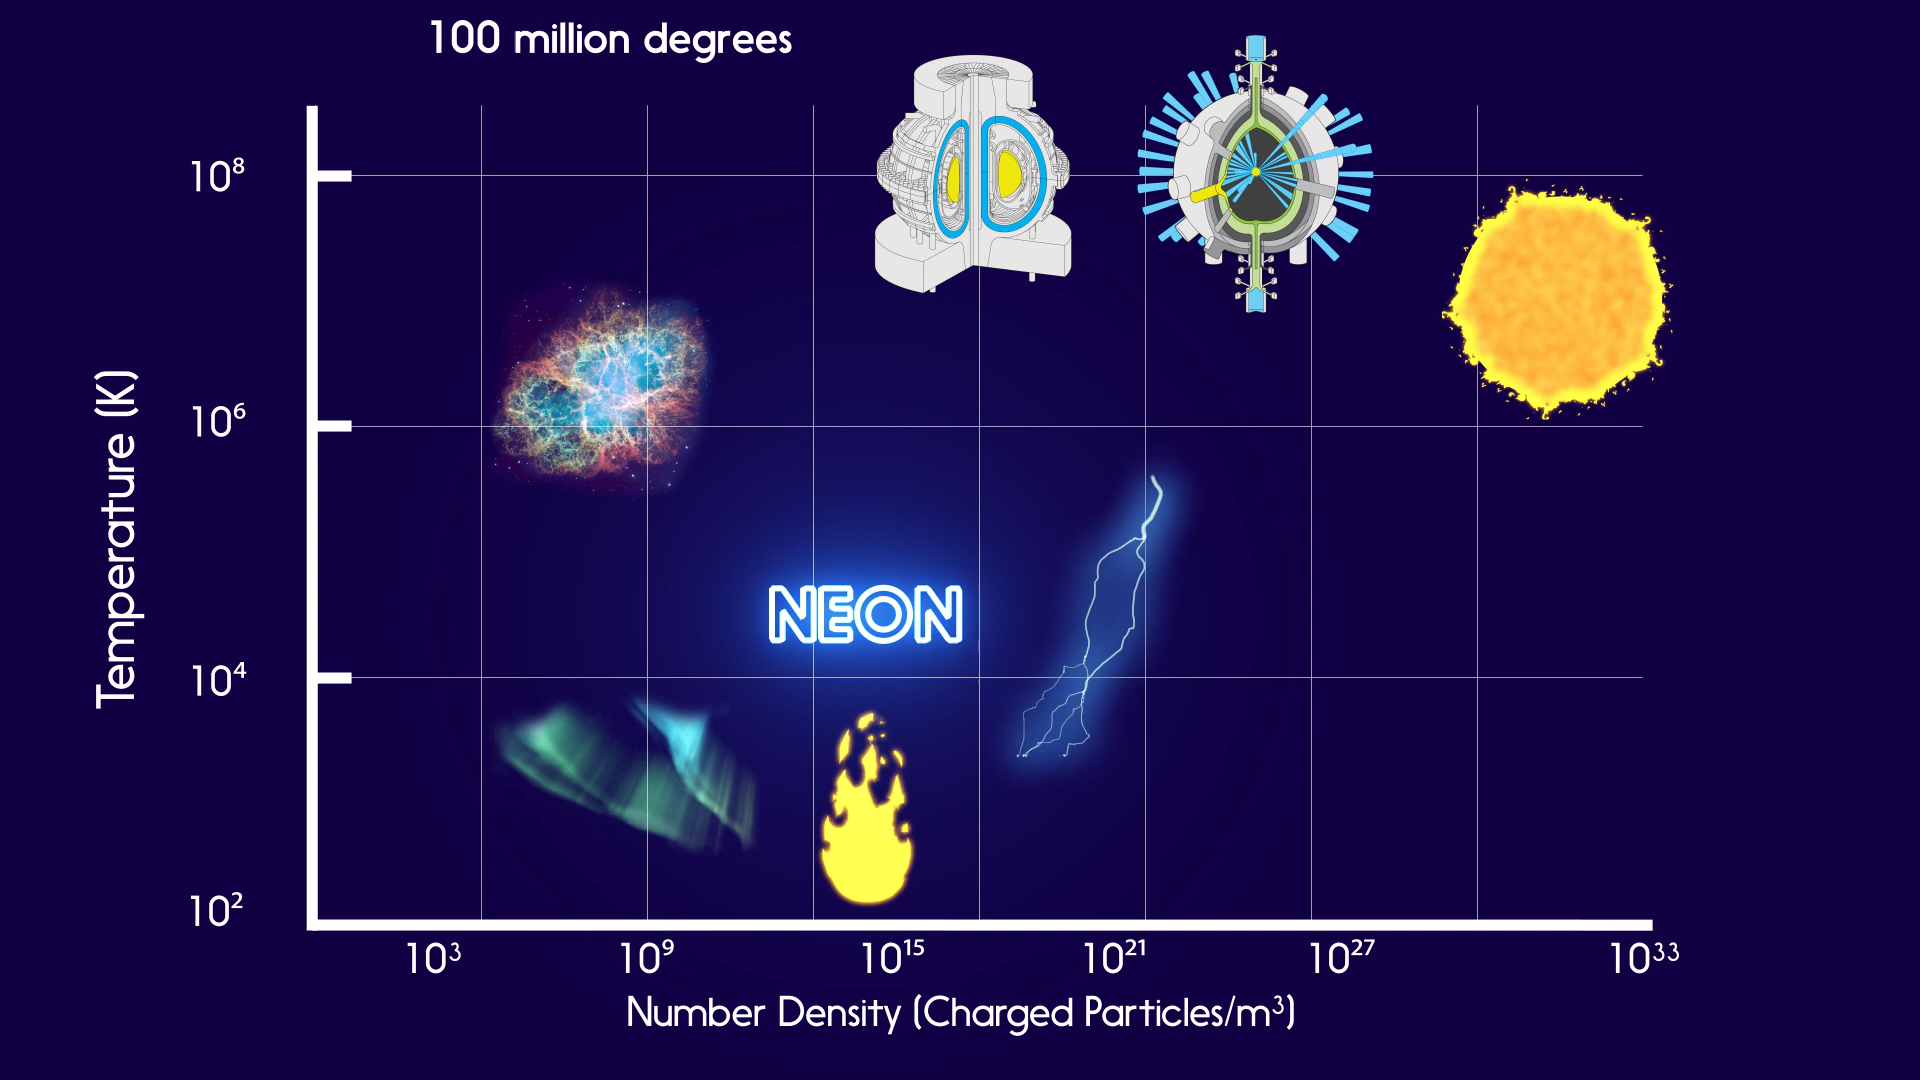 100 million degrees
10⁸
10⁶
Temperature (K)
NEON
10⁴
10²
10³ 10⁹ 10¹⁵ 10²¹ 10²⁷ 10³³
Number Density (Charged Particles/m³)